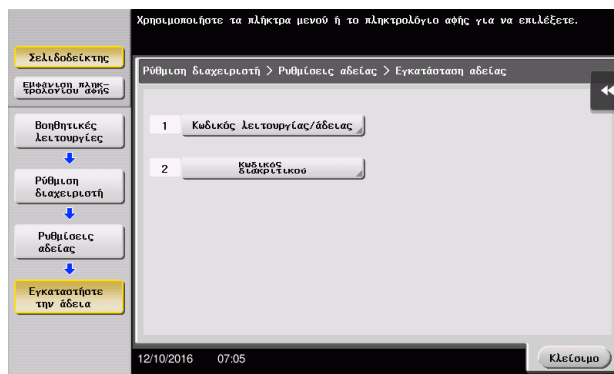 Χρησιμοποιήστε τα πλήκτρα μενού ή το πληκτρολόγιο αφής για να επιλέξετε.
Σελιδοδείκτης
Εμφάνιση πληκ-
τρολογίου αφής
Βοηθητικές
λειτουργίες
Ρύθμιση
διαχειριστή
Ρυθμίσεις
αδείας
Εγκαταστήστε
την άδεια
Ρύθμιση διαχειριστή > Ρυθμίσεις αδείας > Εγκατάσταση αδείας
1 Κωδικός λειτουργίας/άδειας
2 Κωδικός
διακριτικού
12/10/2016 07:05
Κλείσιμο